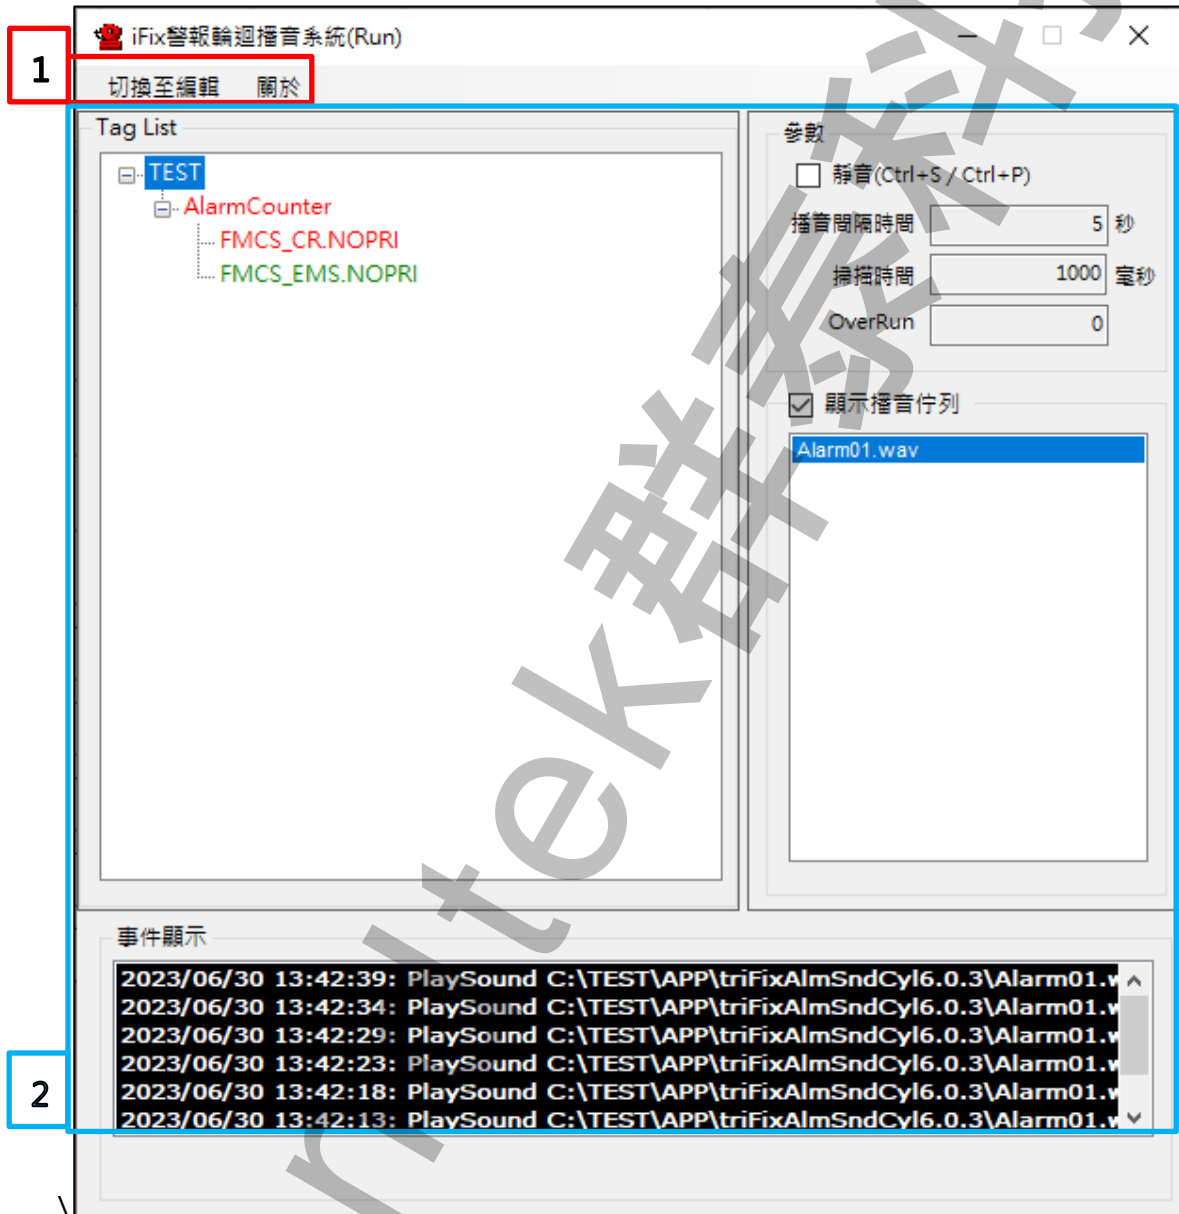 iFix警報輪迴播音系統(Run)
1
切換至編輯 關於
Tag List
TEST
AlarmCounter
FMCS_CR.NOPRI
FMCS_EMS.NOPRI
參數
靜音(Ctrl+S / Ctrl+P)
播音間隔時間 5 秒
掃描時間 1000 毫秒
OverRun 0
顯示播音佇列
Alarm01.wav
事件顯示
2023/06/30 13:42:39: PlaySound C:\TEST\APP\triFixAlmSndCyl6.0.3\Alarm01.w
2023/06/30 13:42:34: PlaySound C:\TEST\APP\triFixAlmSndCyl6.0.3\Alarm01.w
2023/06/30 13:42:29: PlaySound C:\TEST\APP\triFixAlmSndCyl6.0.3\Alarm01.w
2023/06/30 13:42:23: PlaySound C:\TEST\APP\triFixAlmSndCyl6.0.3\Alarm01.w
2023/06/30 13:42:18: PlaySound C:\TEST\APP\triFixAlmSndCyl6.0.3\Alarm01.w
2023/06/30 13:42:13: PlaySound C:\TEST\APP\triFixAlmSndCyl6.0.3\Alarm01.w
2
\
ntek群泰科